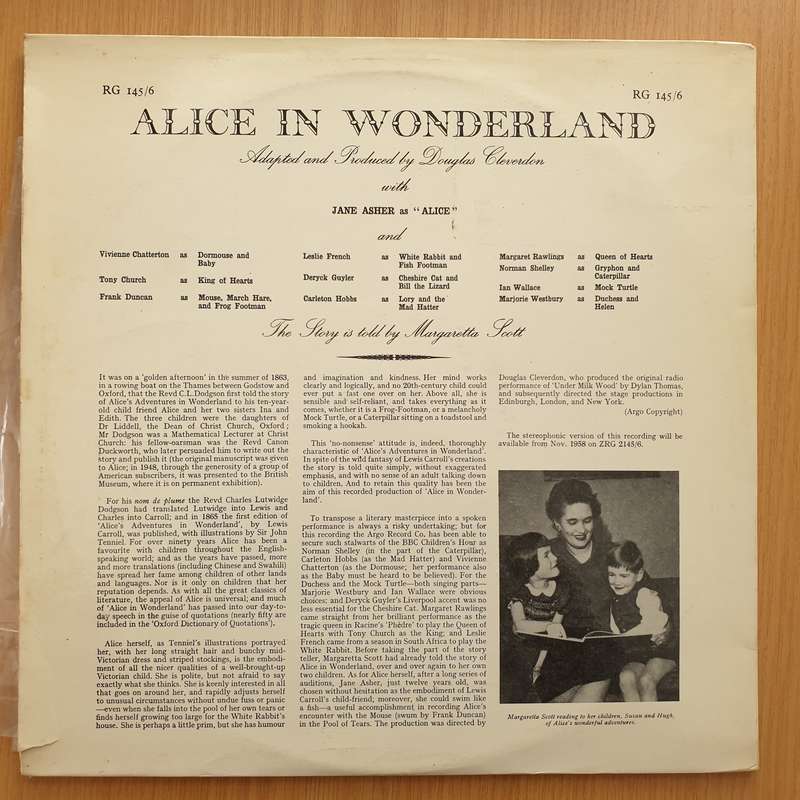 RG 145/6
RG 145/6
ALICE IN WONDERLAND
Adapted and Produced by Douglas Cleverdon
with
JANE ASHER as "ALICE"
and
Vivienne Chatterton as Dormouse and
Baby
Tony Church as King of Hearts
Frank Duncan as Mouse, March Hare,
and Frog Footman
Leslie French as White Rabbit and
Fish Footman
Deryck Guyler as Cheshire Cat and
Bill the Lizard
Carleton Hobbs as Lory and the
Mad Hatter
Margaret Rawlings as Queen of Hearts
Norman Shelley as Gryphon and
Caterpillar
Ian Wallace as Mock Turtle
Marjorie Westbury as Duchess and
Helen
The Story is told by Margaretta Scott
It was on a 'golden afternoon' in the summer of 1863,
in a rowing boat on the Thames between Godstow and
Oxford, that the Revd C.L. Dodgson first told the story
of Alice's Adventures in Wonderland to his ten-year-
old child friend Alice and her two sisters Ina and
Edith. The three children were the daughters of
Dr Liddell, the Dean of Christ Church, Oxford;
Mr Dodgson was a Mathematical Lecturer at Christ
Church: his fellow-oarsman was the Revd Canon
Duckworth, who later persuaded him to write out the
story and publish it (the original manuscript was given
to Alice; in 1948, through the generosity of a group of
American subscribers, it was presented to the British
Museum, where it is on permanent exhibition).
For his nom de plume the Revd Charles Lutwidge
Dodgson had translated Lutwidge into Lewis and
Charles into Carroll; and in 1865 the first edition of
'Alice's Adventures in Wonderland', by Lewis
Carroll, was published, with illustrations by Sir John
Tenniel. For over ninety years Alice has been a
favourite with children throughout the English-
speaking world; and as the years have passed, more
and more translations (including Chinese and Swahili)
have spread her fame among children of other lands
and languages. Nor is it only on children that her
reputation depends. As with all the great classics of
literature, the appeal of Alice is universal; and much
of 'Alice in Wonderland' has passed into our day-to-
day speech in the guise of quotations (nearly fifty are
included in the 'Oxford Dictionary of Quotations').
Alice herself, as Tenniel's illustrations portrayed
her, with her long straight hair and bunchy mid-
Victorian dress and striped stockings, is the embodi-
ment of all the nicer qualities of a well-brought-up
Victorian child. She is polite, but not afraid to say
exactly what she thinks. She is keenly interested in all
that goes on around her, and rapidly adjusts herself
to unusual circumstances without undue fuss or panic
—even when she falls into the pool of her own tears or
finds herself growing too large for the White Rabbit's
house. She is perhaps a little prim, but she has humour
and imagination and kindness. Her mind works
clearly and logically, and no 20th-century child could
ever put a fast one over on her. Above all, she is
sensible and self-reliant, and takes everything as it
comes, whether it is a Frog-Footman, or a melancholy
Mock Turtle, or a Caterpillar sitting on a toadstool and
smoking a hookah.
This 'no-nonsense' attitude is, indeed, thoroughly
characteristic of 'Alice's Adventures in Wonderland'.
In spite of the wild fantasy of Lewis Carroll's creations
the story is told quite simply, without exaggerated
emphasis, and with no sense of an adult talking down
to children. And to retain this quality has been the
aim of this recorded production of 'Alice in Wonder-
land'.
To transpose a literary masterpiece into a spoken
performance is always a risky undertaking; but for
this recording the Argo Record Co. has been able to
secure such stalwarts of the BBC Children's Hour as
Norman Shelley (in the part of the Caterpillar),
Carleton Hobbs (as the Mad Hatter) and Vivienne
Chatterton (as the Dormouse; her performance also
as the Baby must be heard to be believed). For the
Duchess and the Mock Turtle—both singing parts—
Marjorie Westbury and Ian Wallace were obvious
choices; and Deryck Guyler's Liverpool accent was no
less essential for the Cheshire Cat. Margaret Rawlings
came straight from her brilliant performance as the
tragic queen in Racine's 'Phèdre' to play the Queen of
Hearts with Tony Church as the King; and Leslie
French came from a season in South Africa to play the
White Rabbit. Before taking the part of the story
teller, Margaretta Scott had already told the story of
Alice in Wonderland, over and over again to her own
two children. As for Alice herself, after a long series of
auditions, Jane Asher, just twelve years old, was
chosen without hesitation as the embodiment of Lewis
Carroll's child-friend; moreover, she could swim like
a fish—a useful accomplishment in recording Alice's
encounter with the Mouse (swum by Frank Duncan)
in the Pool of Tears. The production was directed by
Douglas Cleverdon, who produced the original radio
performance of 'Under Milk Wood' by Dylan Thomas,
and subsequently directed the stage productions in
Edinburgh, London, and New York.
(Argo Copyright)
The stereophonic version of this recording will be
available from Nov. 1958 on ZRG 2145/6.
Margaretta Scott reading to her children, Susan and Hugh,
of Alice's wonderful adventures.